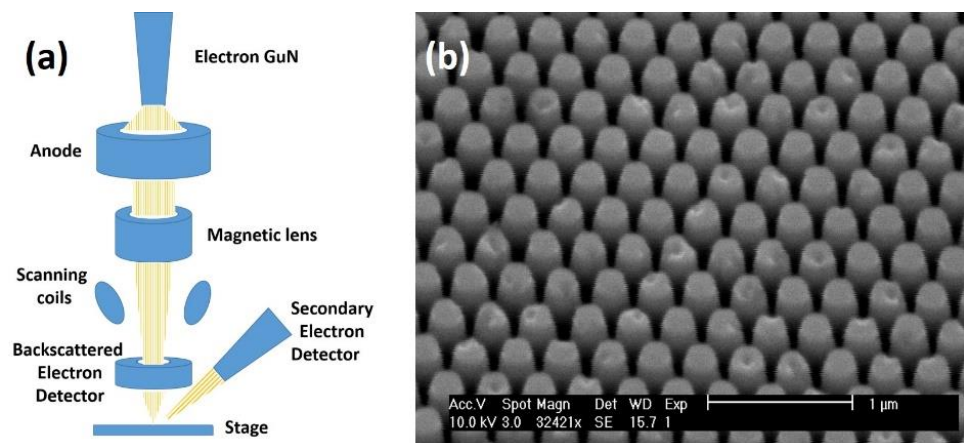 (a)
Electron GuN
Anode
Magnetic lens
Scanning
coils
Secondary
Electron
Detector
Backscattered
Electron
Detector
Stage
(b)
Acc.V Spot Magn Det WD Exp
10.0 kV 3.0 32421x SE 15.7 1
1 µm